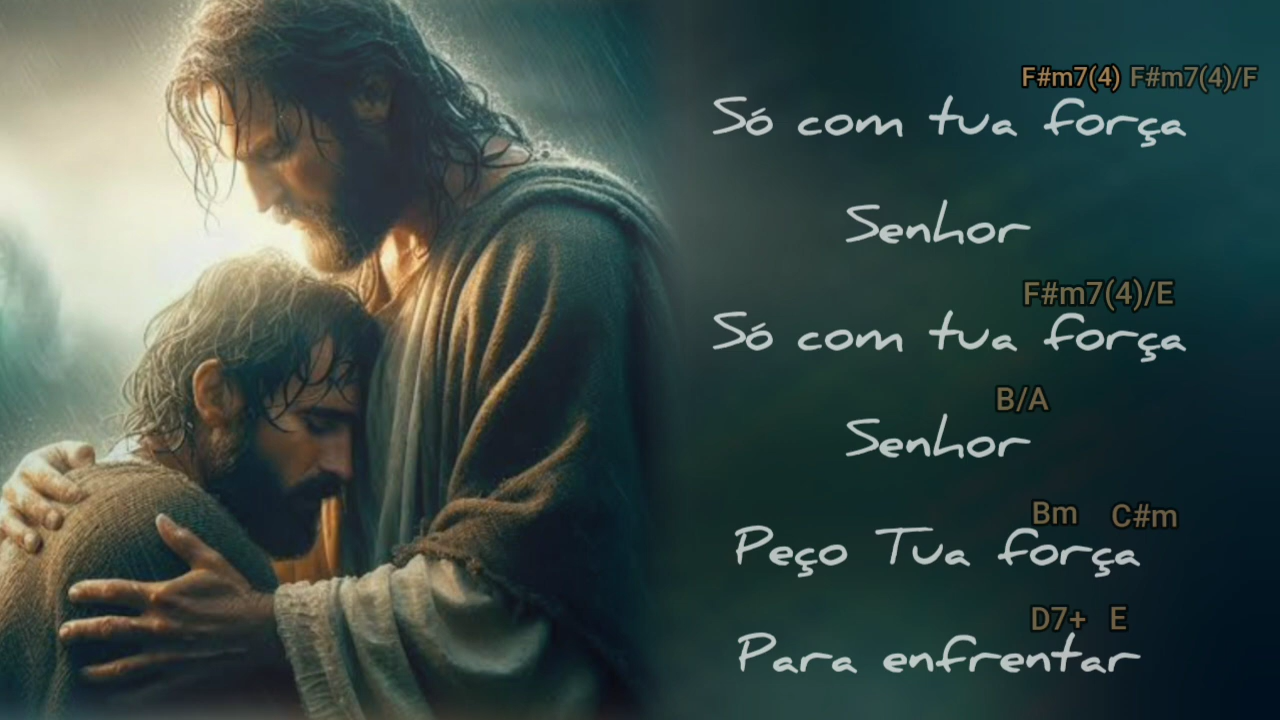 F#m7(4) F#m7(4)/F
Só com tua força
Senhor
F#m7(4)/E
Só com tua força
B/A
Senhor
Bm C#m
Peço Tua força
D7+ E
Para enfrentar